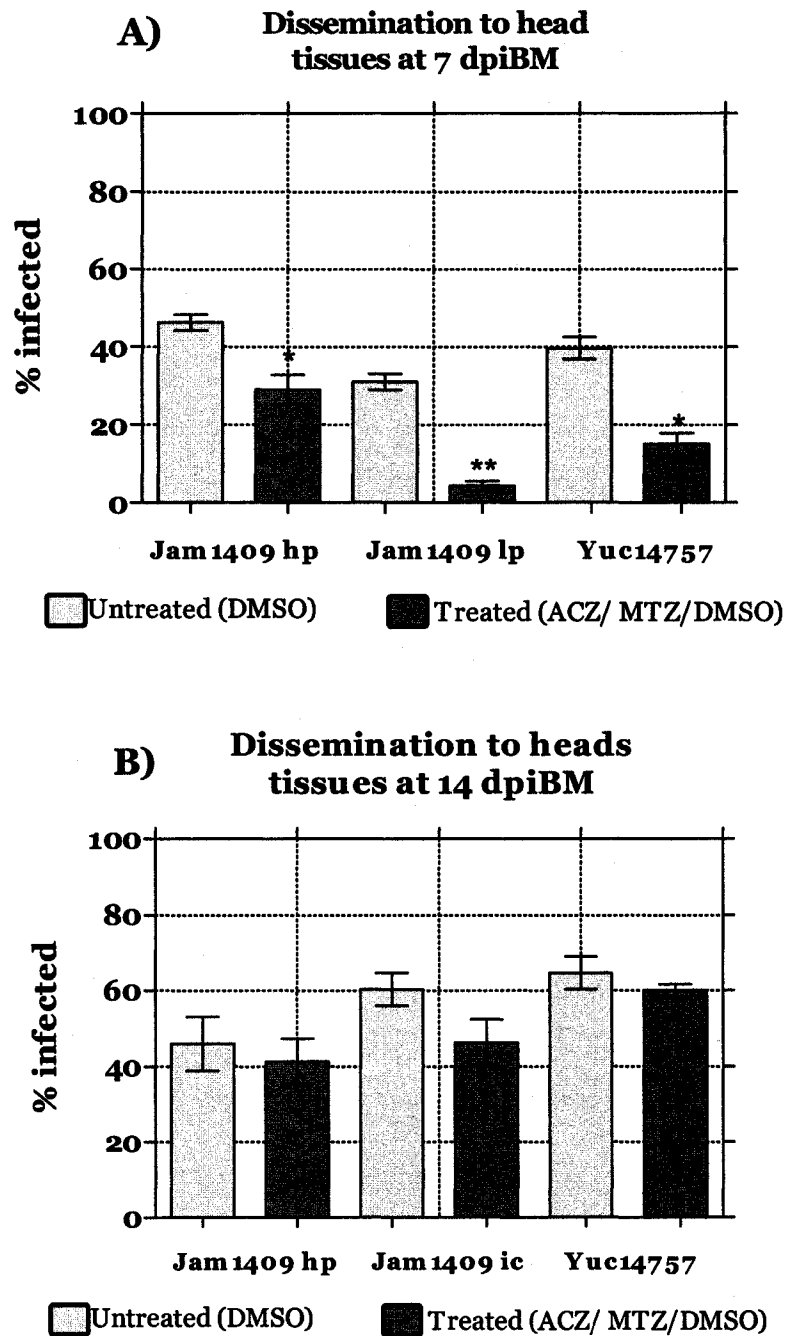 A) Dissemination to head
tissues at 7 dpiBM
100
80
60
40
20
0
% infected
*
**
*
Jam1409 hp Jam1409 lp Yuc14757
Untreated (DMSO) Treated (ACZ/ MTZ/DMSO)
B) Dissemination to heads
tissues at 14 dpiBM
100
80
60
40
20
0
% infected
Jam1409 hp Jam1409 ic Yuc14757
Untreated (DMSO) Treated (ACZ/ MTZ/DMSO)